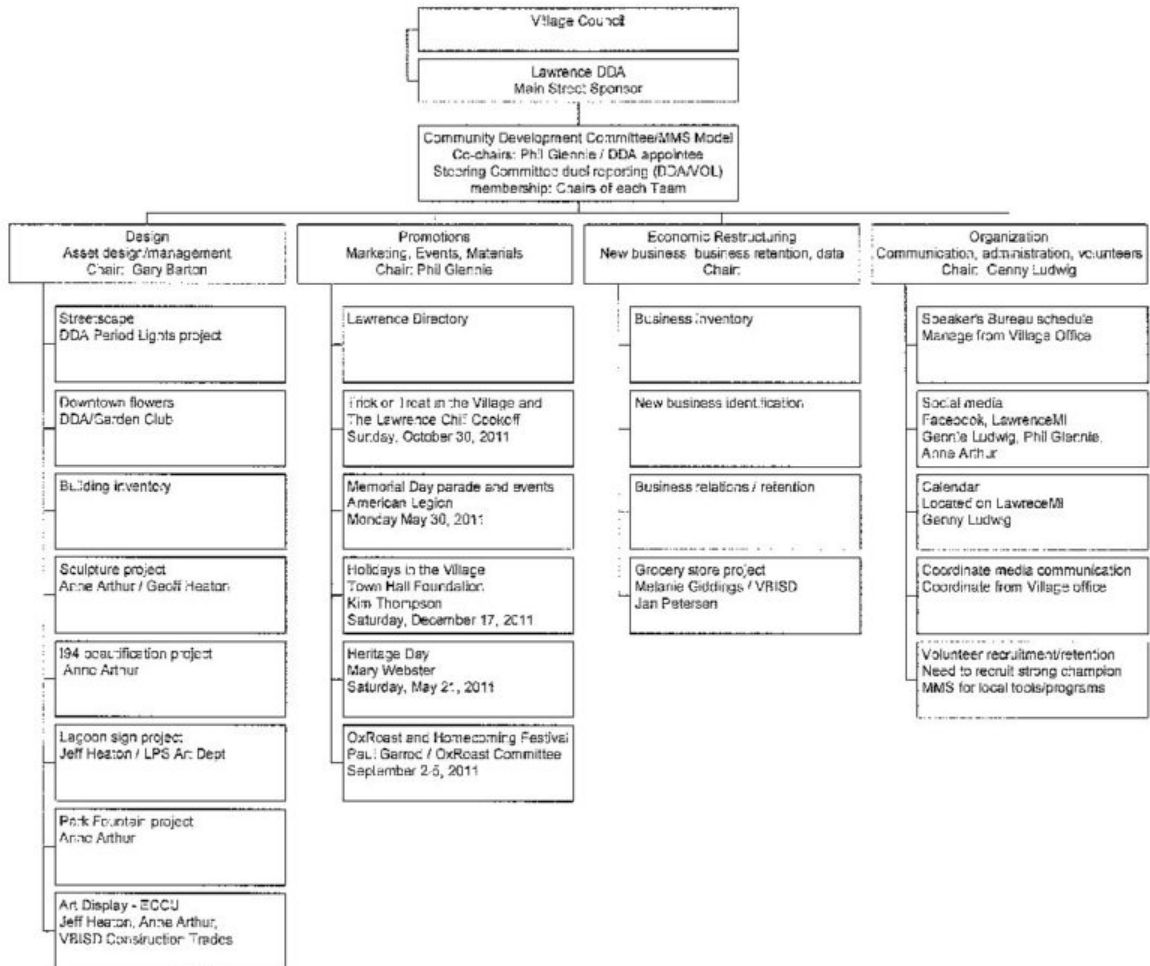 Village Council
Lawrence DDA
Main Street Sponsor
Community Development Committee/MMS Model
Co-chairs: Phil Glennie / DDA appointee
Steering Committee duel reporting (DDA/VOL)
membership: Chairs of each Team
Design
Asset design/management
Chair: Gary Barton
Streetscape
DDA Period Lights project
Downtown flowers
DDA/Garden Club
Building inventory
Sculpture project
Anne Arthur / Geoff Heaton
I94 beautification project
Anne Arthur
Lagoon sign project
Jeff Heaton / LPS Art Dept
Park Fountain project
Anne Arthur
Art Display - ECCU
Jeff Heaton, Anne Arthur,
VBISD Construction Trades
Promotions
Marketing, Events, Materials
Chair: Phil Glennie
Lawrence Directory
Trick or Treat in the Village and
The Lawrence Chili Cookoff
Sunday, October 30, 2011
Memorial Day parade and events
American Legion
Monday May 30, 2011
Holidays in the Village
Town Hall Foundation
Kim Thompson
Saturday, December 17, 2011
Heritage Day
Mary Webster
Saturday, May 21, 2011
OxRoast and Homecoming Festival
Paul Garrod / OxRoast Committee
September 2-5, 2011
Economic Restructuring
New business, business retention, data
Chair:
Business Inventory
New business identification
Business relations / retention
Grocery store project
Melanie Giddings / VBISD
Jan Petersen
Organization
Communication, administration, volunteers
Chair: Genny Ludwig
Speaker's Bureau schedule
Manage from Village Office
Social media
Facebook, LawrenceMI
Gennie Ludwig, Phil Glennie,
Anne Arthur
Calendar
Located on LawreceMI
Genny Ludwig
Coordinate media communication
Coordinate from Village office
Volunteer recruitment/retention
Need to recruit strong champion
MMS for local tools/programs